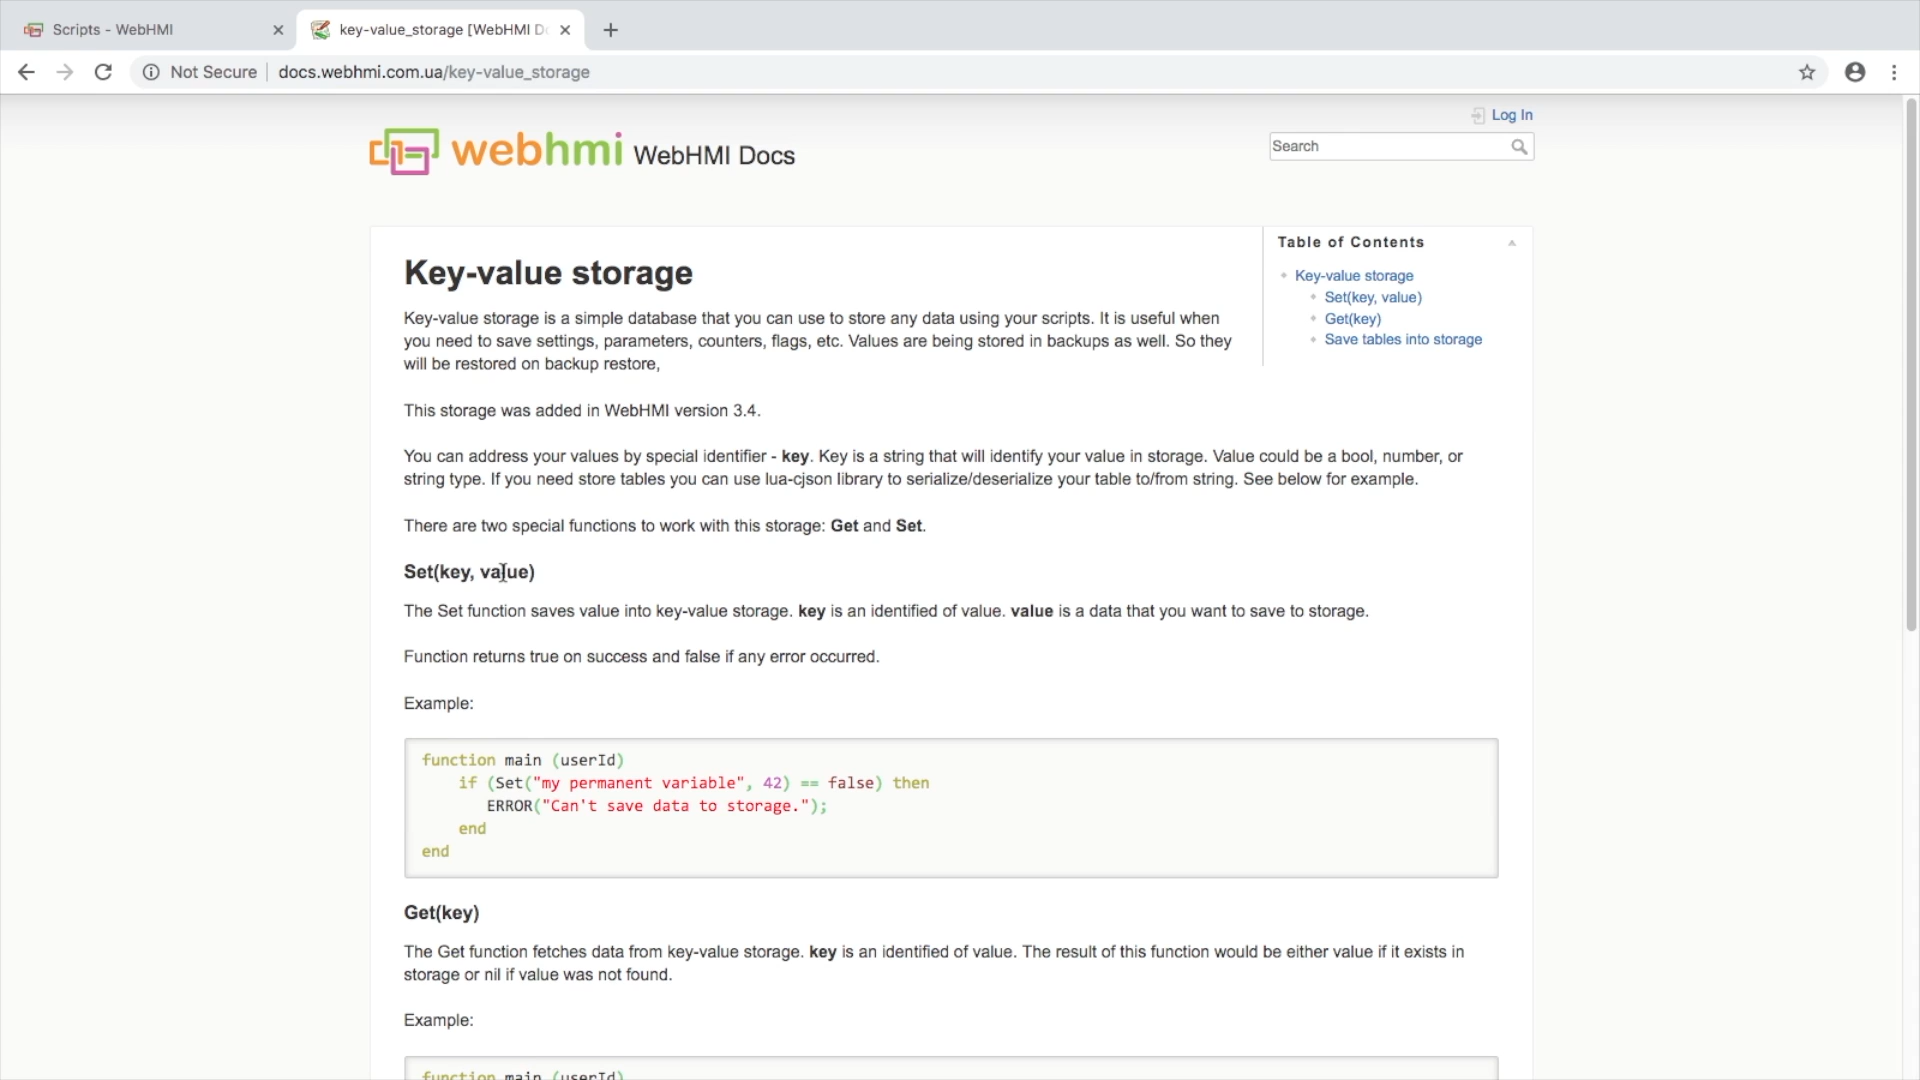 Scripts - WebHMI
key-value_storage [WebHMI Do
Not Secure
docs.webhmi.com.ua/key-value_storage
Log In
webhmi WebHMI Docs
Search
Table of Contents
Key-value storage
Set(key, value)
Get(key)
Save tables into storage
Key-value storage
Key-value storage is a simple database that you can use to store any data using your scripts. It is useful when
you need to save settings, parameters, counters, flags, etc. Values are being stored in backups as well. So they
will be restored on backup restore,
This storage was added in WebHMI version 3.4.
You can address your values by special identifier - key. Key is a string that will identify your value in storage. Value could be a bool, number, or
string type. If you need store tables you can use lua-cjson library to serialize/deserialize your table to/from string. See below for example.
There are two special functions to work with this storage: Get and Set.
Set(key, value)
The Set function saves value into key-value storage. key is an identified of value. value is a data that you want to save to storage.
Function returns true on success and false if any error occurred.
Example:
function main (userId)
if (Set("my permanent variable", 42) == false) then
ERROR("Can't save data to storage.");
end
end
Get(key)
The Get function fetches data from key-value storage. key is an identified of value. The result of this function would be either value if it exists in
storage or nil if value was not found.
Example:
function main (userId)